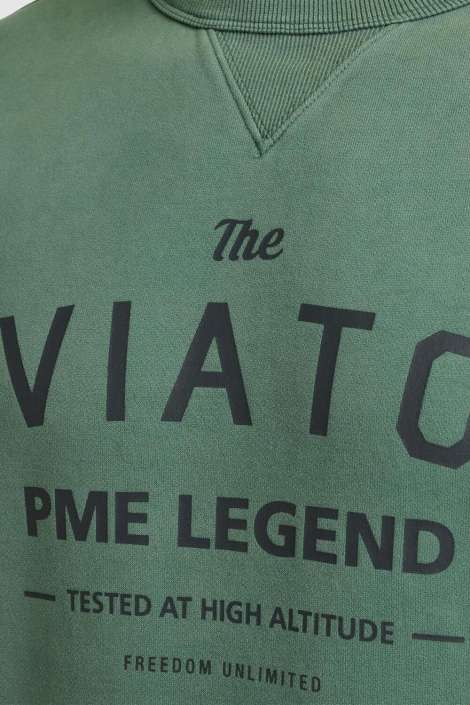 The
VIATO
PME LEGEND
TESTED AT HIGH ALTITUDE
FREEDOM UNLIMITED